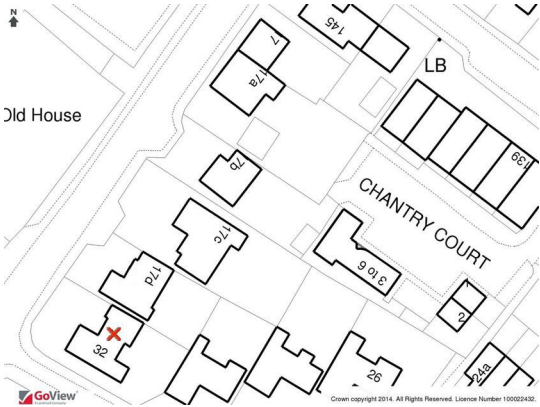 N
145
7
17a
LB
Old House
139
7b
CHANTRY COURT
17c
3 to 6
1
17d
2
32
26
24a
GoView
Crown copyright 2014. All Rights Reserved. Licence Number 100022432.